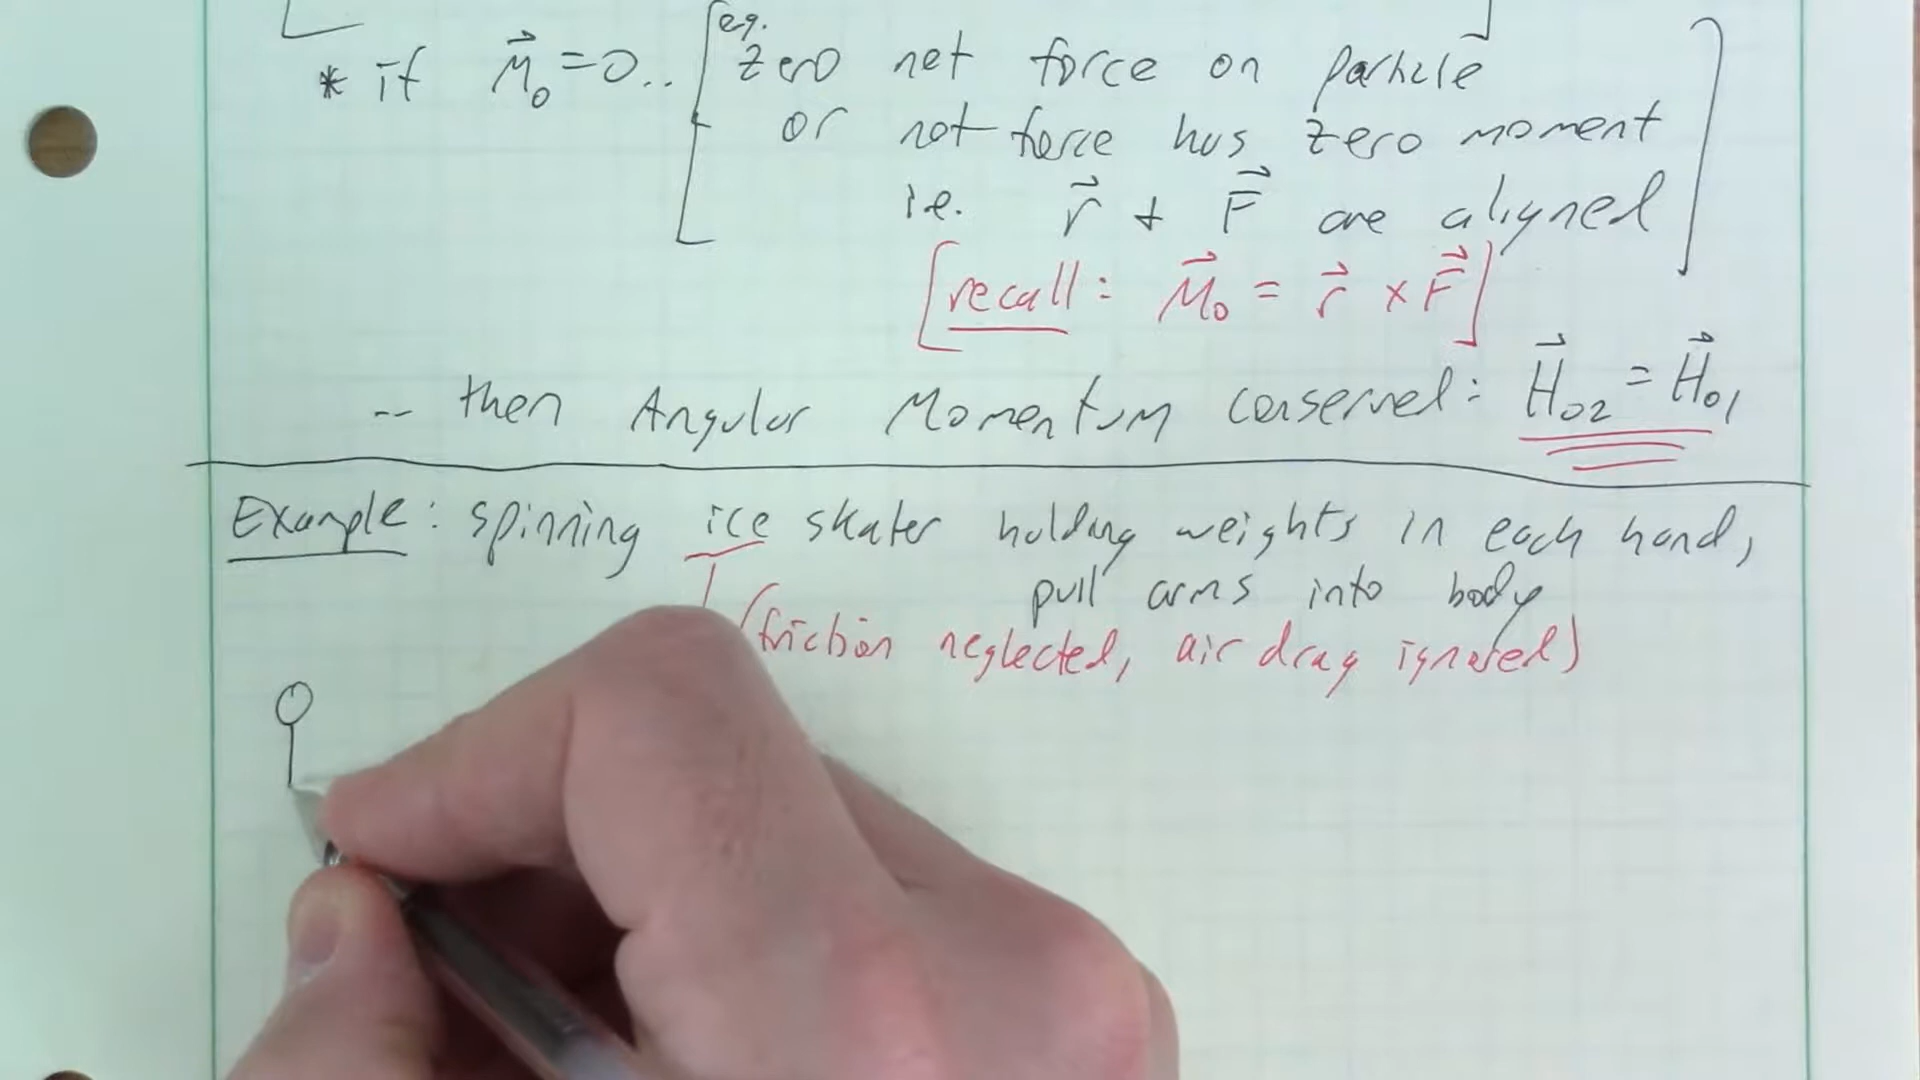 eg.
* if M⃗₀ = 0.. zero net force on particle
or net force has zero moment
i.e. r⃗ + F⃗ are aligned
[recall: M⃗₀ = r⃗ × F⃗]
-- then Angular Momentum conserved: H⃗₀₂ = H⃗₀₁
Example: spinning ice skater holding weights in each hand,
pull arms into body
(friction neglected, air drag ignored)